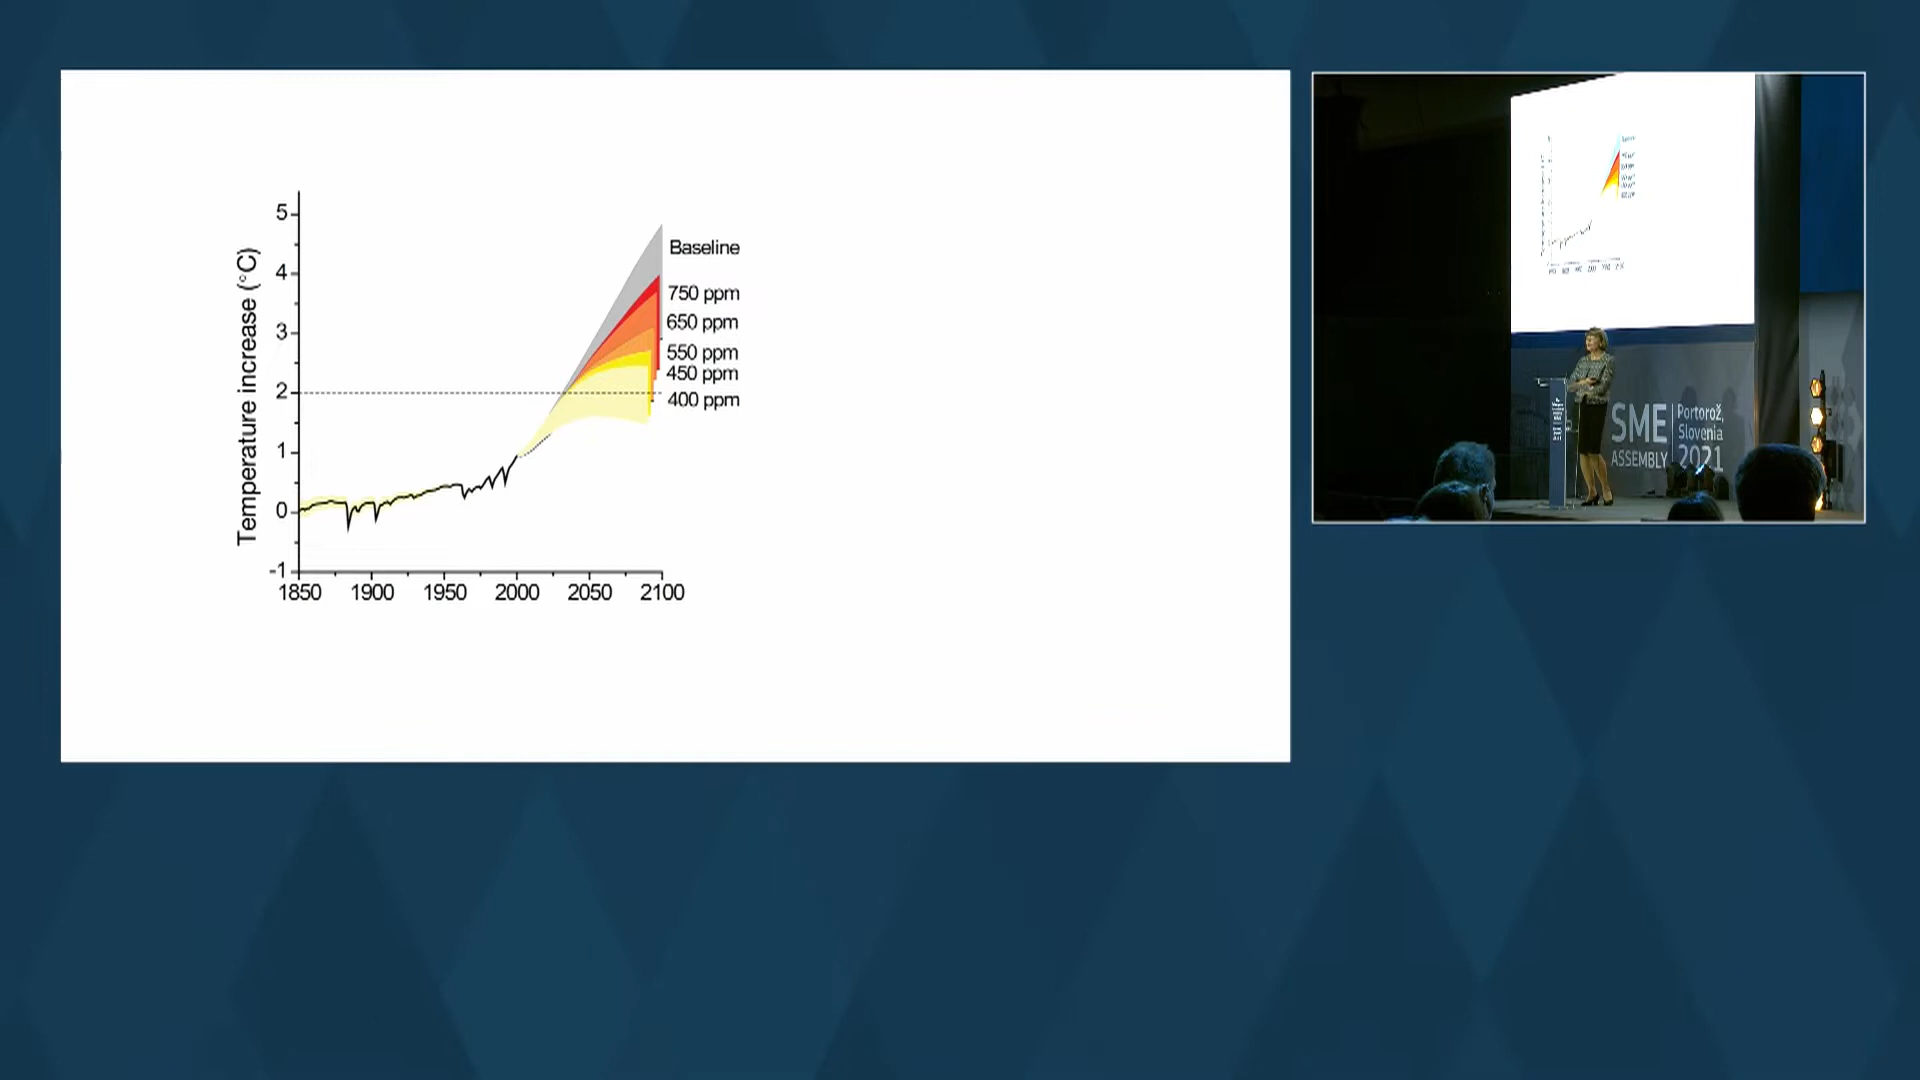 Temperature increase (°C)
5
4
3
2
1
0
-1
1850 1900 1950 2000 2050 2100
Baseline
750 ppm
650 ppm
550 ppm
450 ppm
400 ppm
SME
ASSEMBLY
Portorož,
Slovenia
2021